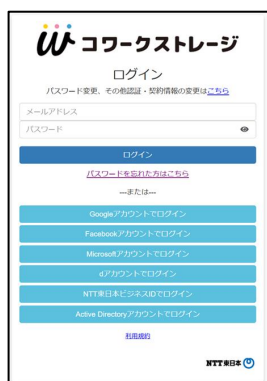 コワークストレージ
ログイン
パスワード変更、その他認証・契約情報の変更はこちら
メールアドレス
パスワード
ログイン
パスワードを忘れた方はこちら
---または---
Googleアカウントでログイン
Facebookアカウントでログイン
Microsoftアカウントでログイン
dアカウントでログイン
NTT東日本ビジネスIDでログイン
Active Directoryアカウントでログイン
利用規約
NTT東日本